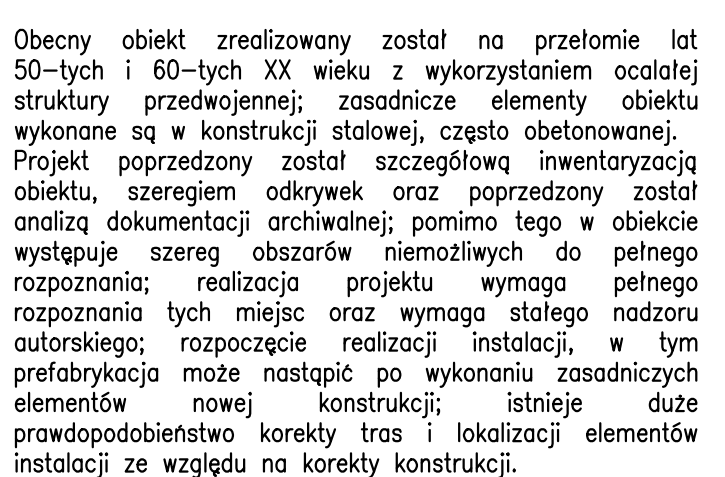 Obecny obiekt zrealizowany został na przełomie lat
50–tych i 60–tych XX wieku z wykorzystaniem ocalałej
struktury przedwojennej; zasadnicze elementy obiektu
wykonane są w konstrukcji stalowej, często obetonowanej.
Projekt poprzedzony został szczegółową inwentaryzacją
obiektu, szeregiem odkrywek oraz poprzedzony został
analizą dokumentacji archiwalnej; pomimo tego w obiekcie
występuje szereg obszarów niemożliwych do pełnego
rozpoznania; realizacja projektu wymaga pełnego
rozpoznania tych miejsc oraz wymaga stałego nadzoru
autorskiego; rozpoczęcie realizacji instalacji, w tym
prefabrykacja może nastąpić po wykonaniu zasadniczych
elementów nowej konstrukcji; istnieje duże
prawdopodobieństwo korekty tras i lokalizacji elementów
instalacji ze względu na korekty konstrukcji.